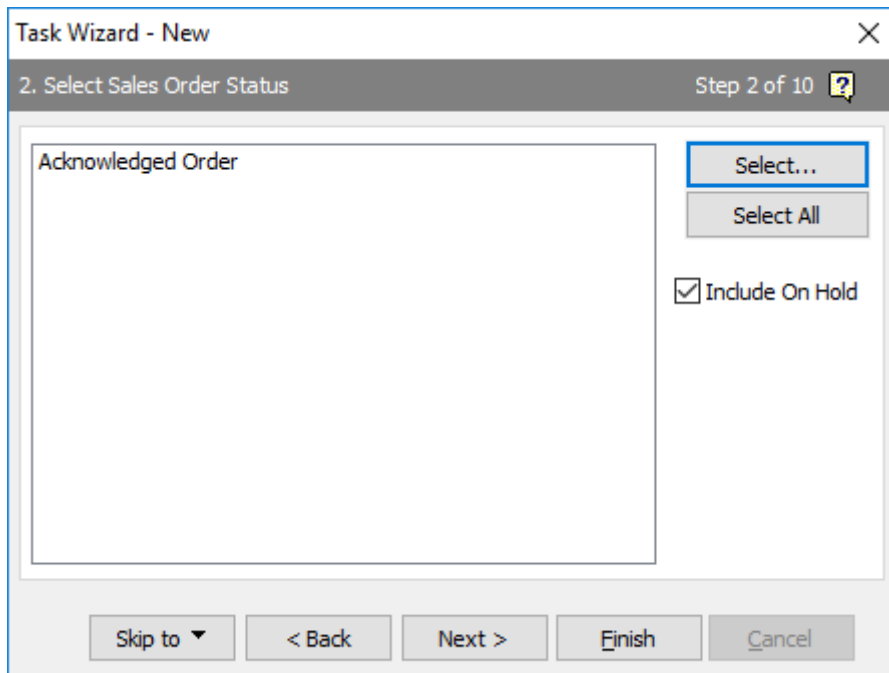 Task Wizard - New
2. Select Sales Order Status Step 2 of 10 ?
Acknowledged Order
Select...
Select All
Include On Hold
Skip to < Back Next > Finish Cancel